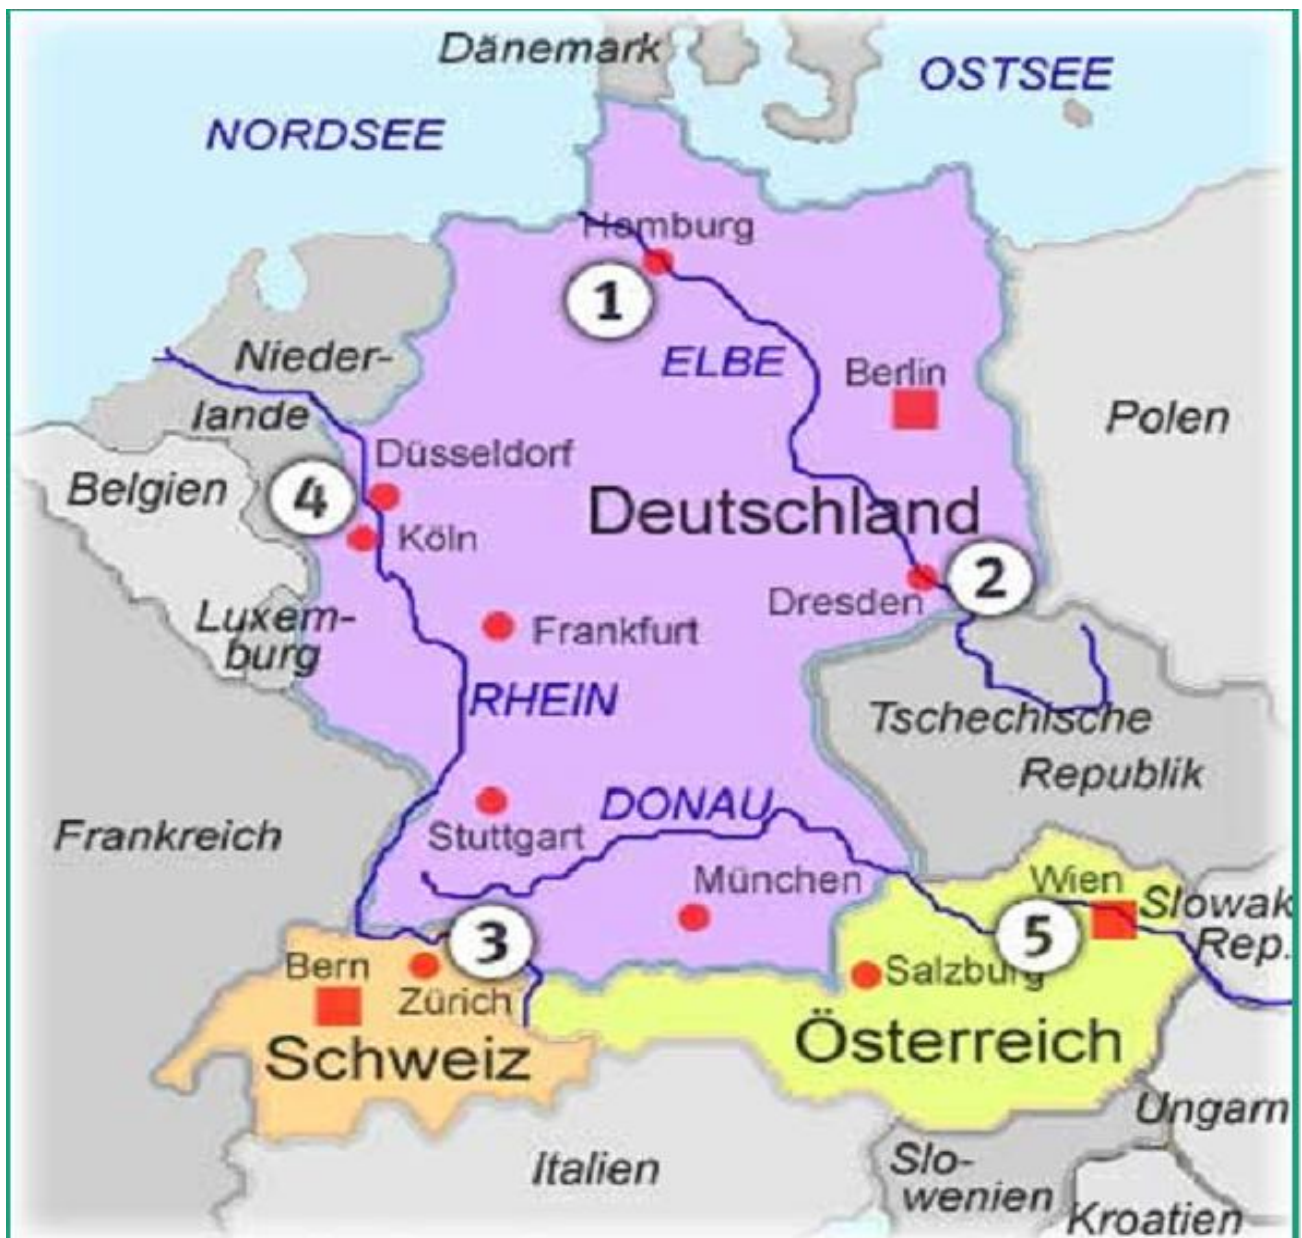 Dänemark
OSTSEE
NORDSEE
Hamburg
1
Nieder-
lande
ELBE
Berlin
Polen
Düsseldorf
Belgien
4
Deutschland
Köln
2
Dresden
Luxem-
burg
Frankfurt
RHEIN
Tschechische
Republik
Frankreich
Stuttgart
DONAU
München
Wien
Slowak
Rep.
3
5
Bern
Zürich
Salzburg
Schweiz
Österreich
Ungarn
Italien
Slo-
wenien
Kroatien